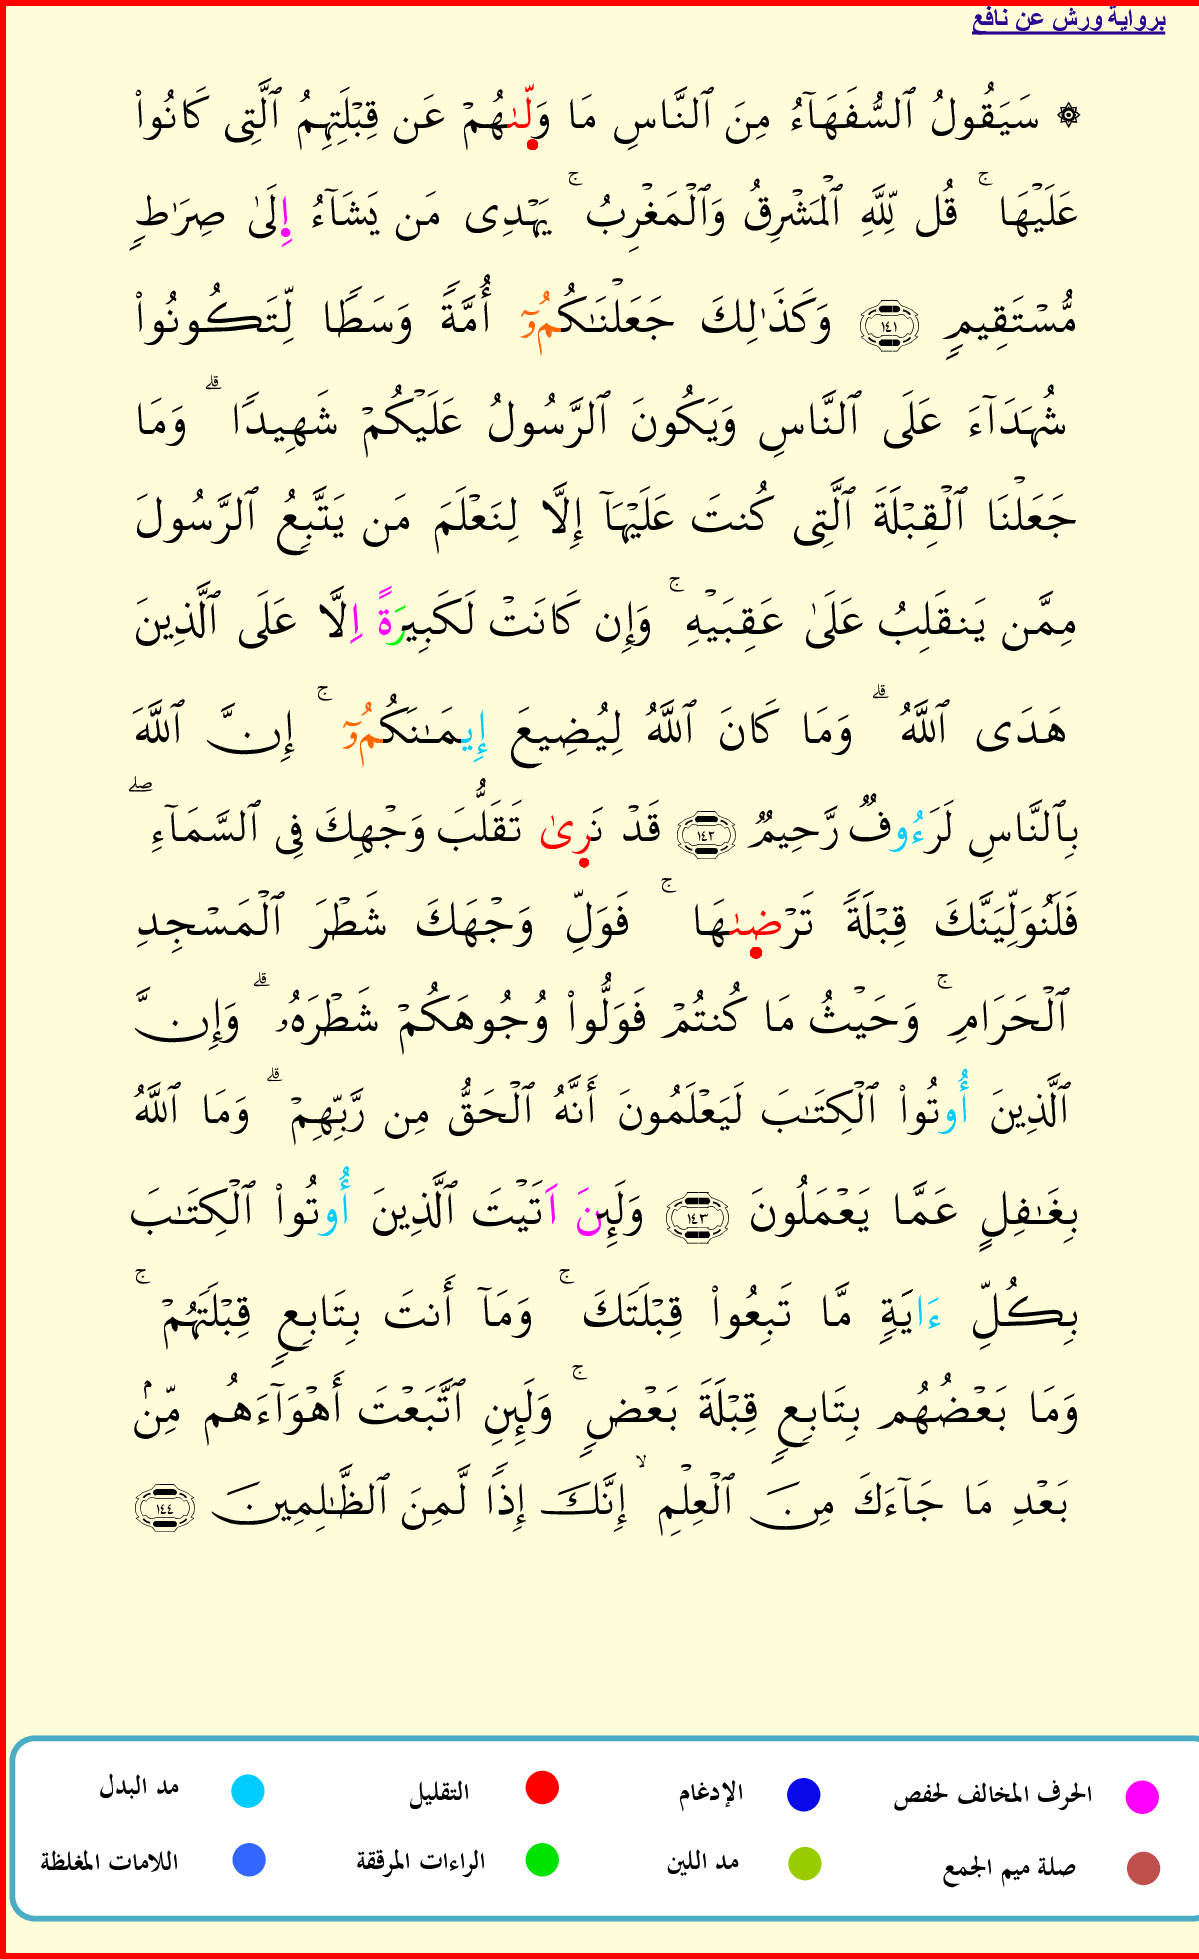 برواية ورش عن نافع
۞ سَيَقُولُ ٱلسُّفَهَآءُ مِنَ ٱلنَّاسِ مَا وَلّ۪ىٰهُمْ عَن قِبْلَتِهِمُ ٱلَّتِى كَانُوا۟
عَلَيْهَا ۚ قُل لِّلَّهِ ٱلْمَشْرِقُ وَٱلْمَغْرِبُ ۚ يَهْدِى مَن يَشَآءُ اِ۪لَىٰ صِرَٰطٍ
مُّسْتَقِيمٍ ١٤١ وَكَذَٰلِكَ جَعَلْنَـٰكُمُۥٓ أُمَّةً وَسَطًا لِّتَكُونُوا۟
شُهَدَآءَ عَلَى ٱلنَّاسِ وَيَكُونَ ٱلرَّسُولُ عَلَيْكُمْ شَهِيدًا ۗ وَمَا
جَعَلْنَا ٱلْقِبْلَةَ ٱلَّتِى كُنتَ عَلَيْهَآ إِلَّا لِنَعْلَمَ مَن يَتَّبِعُ ٱلرَّسُولَ
مِمَّن يَنقَلِبُ عَلَىٰ عَقِبَيْهِ ۚ وَإِن كَانَتْ لَكَبِيرَةً اِلَّا عَلَى ٱلَّذِينَ
هَدَى ٱللَّهُ ۗ وَمَا كَانَ ٱللَّهُ لِيُضِيعَ إِيمَـٰنَكُمُۥٓ ۚ إِنَّ ٱللَّهَ
بِٱلنَّاسِ لَرَءُوفٌ رَّحِيمٌ ١٤٢ قَدْ نَر۪ىٰ تَقَلُّبَ وَجْهِكَ فِى ٱلسَّمَآءِ ۖ
فَلَنُوَلِّيَنَّكَ قِبْلَةً تَرْض۪ىٰهَا ۚ فَوَلِّ وَجْهَكَ شَطْرَ ٱلْمَسْجِدِ
ٱلْحَرَامِ ۚ وَحَيْثُ مَا كُنتُمْ فَوَلُّوا۟ وُجُوهَكُمْ شَطْرَهُۥ ۗ وَإِنَّ
ٱلَّذِينَ أُوتُوا۟ ٱلْكِتَـٰبَ لَيَعْلَمُونَ أَنَّهُ ٱلْحَقُّ مِن رَّبِّهِمْ ۗ وَمَا ٱللَّهُ
بِغَـٰفِلٍ عَمَّا يَعْمَلُونَ ١٤٣ وَلَئِنَ اَتَيْتَ ٱلَّذِينَ أُوتُوا۟ ٱلْكِتَـٰبَ
بِكُلِّ ءَايَةٍ مَّا تَبِعُوا۟ قِبْلَتَكَ ۚ وَمَآ أَنتَ بِتَابِعٍ قِبْلَتَهُمْ ۚ
وَمَا بَعْضُهُم بِتَابِعٍ قِبْلَةَ بَعْضٍ ۚ وَلَئِنِ ٱتَّبَعْتَ أَهْوَآءَهُم مِّنۢ
بَعْدِ مَا جَآءَكَ مِنَ ٱلْعِلْمِ ۙ إِنَّكَ إِذًا لَّمِنَ ٱلظَّـٰلِمِينَ ١٤٤
الحرف المخالف لحفص الإدغام التقليل مد البدل
صلة ميم الجمع مد اللين الراءات المرققة اللامات المغلظة